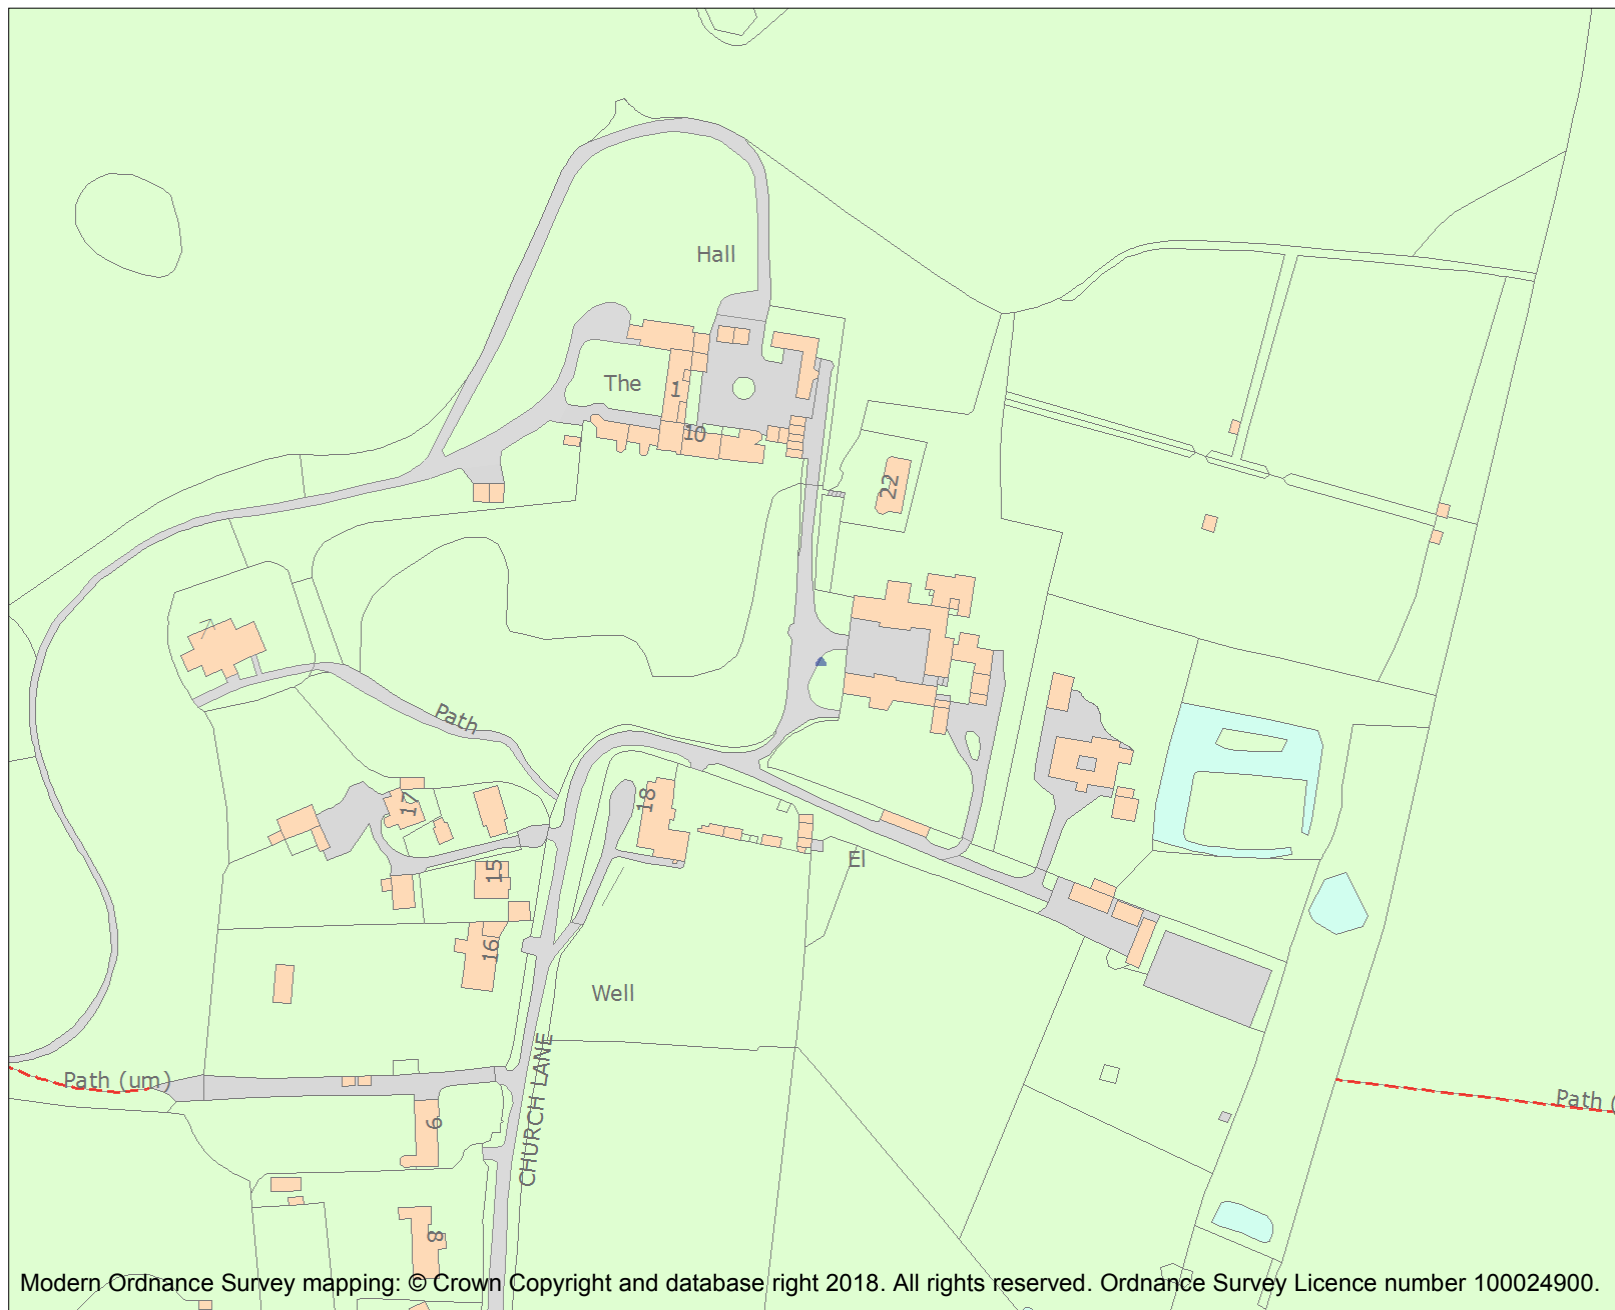 Hall
The
1
10
22
Path
17
18
El
15
16
Well
Path (um)
CHURCH LANE
Path (
6
8
Modern Ordnance Survey mapping: © Crown Copyright and database right 2018. All rights reserved. Ordnance Survey Licence number 100024900.